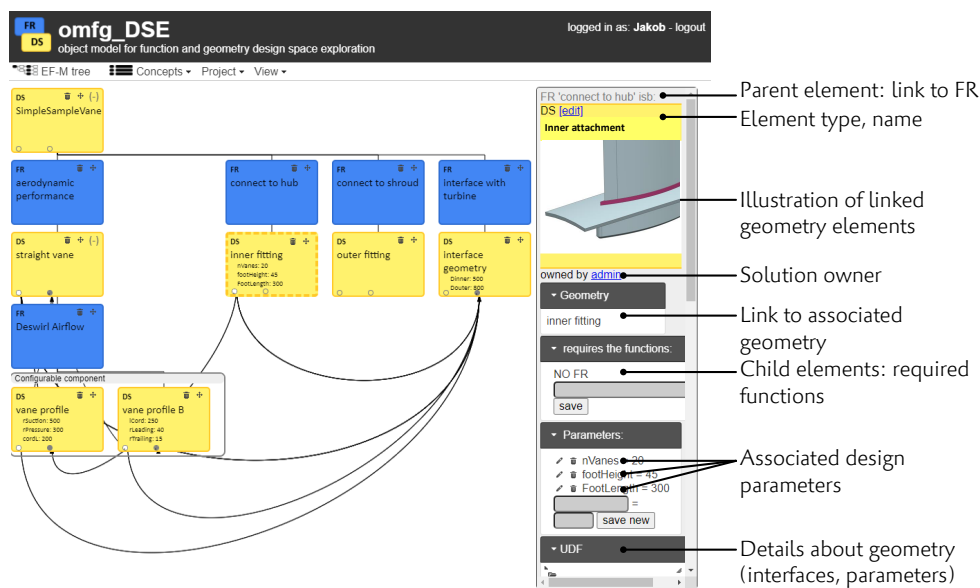 FR
DS
omfg_DSE
object model for function and geometry design space exploration
logged in as: Jakob - logout
EF-M tree
Concepts
Project
View
DS
(-)
SimpleSampleVane
FR
aerodynamic
performance
FR
connect to hub
FR
connect to shroud
FR
interface with
turbine
DS
(-)
straight vane
DS
inner fitting
nVanes: 20
footHeight: 45
FootLength: 300
DS
outer fitting
DS
interface
geometry
Dinner: 500
Douter: 800
FR
Deswirl Airflow
Configurable component
DS
vane profile
rSuction: 500
rPressure: 300
cordL: 200
DS
vane profile B
lCord: 250
rLeading: 40
rTrailing: 15
FR 'connect to hub' isb:
DS [edit]
Inner attachment
owned by admin
Geometry
inner fitting
requires the functions:
NO FR
save
Parameters:
nVanes = 20
footHeight = 45
FootLength = 300
=
save new
UDF
Parent element: link to FR
Element type, name
Illustration of linked
geometry elements
Solution owner
Link to associated
geometry
Child elements: required
functions
Associated design
parameters
Details about geometry
(interfaces, parameters)